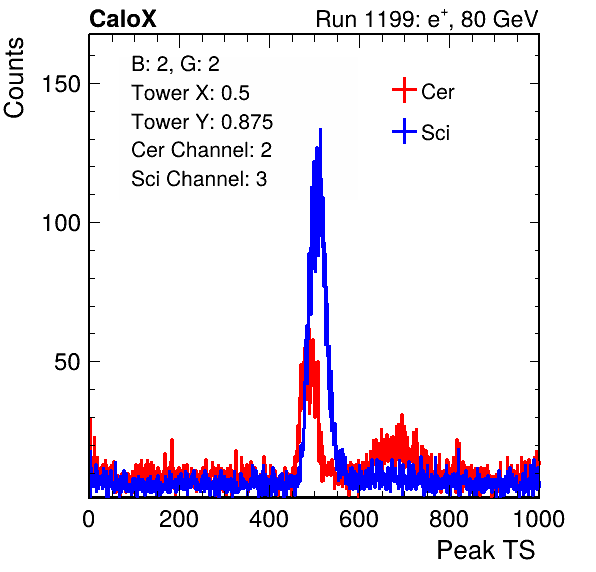 CaloX
Run 1199: e+, 80 GeV
Counts
B: 2, G: 2
Tower X: 0.5
Tower Y: 0.875
Cer Channel: 2
Sci Channel: 3
Cer
Sci
150
100
50
0 200 400 600 800 1000
Peak TS